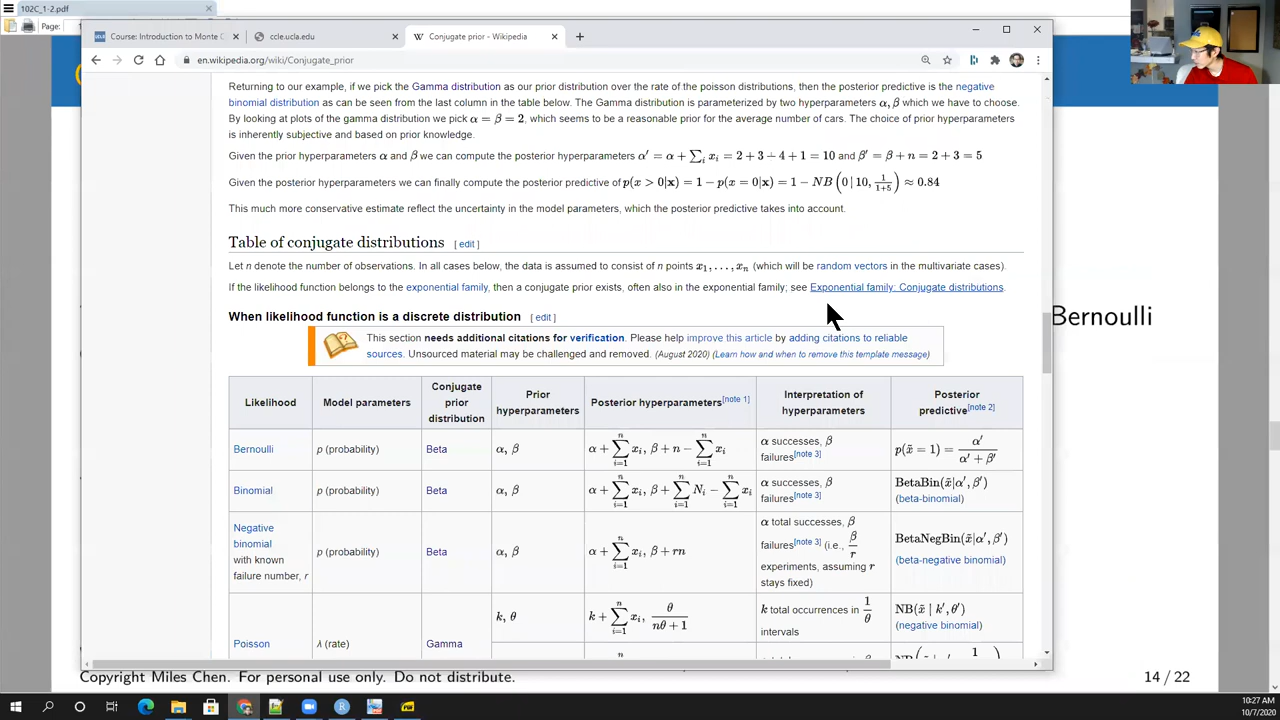 102C_1-2.pdf
Page:
Course: Introduction to Monte C
ccle.ucla.edu
Conjugate prior - Wikipedia
en.wikipedia.org/wiki/Conjugate_prior
Returning to our example, if we pick the Gamma distribution as our prior distribution over the rate of the poisson distributions, then the posterior predictive is the negative
binomial distribution as can be seen from the last column in the table below. The Gamma distribution is parameterized by two hyperparameters α, β which we have to choose.
By looking at plots of the gamma distribution we pick α = β = 2, which seems to be a reasonable prior for the average number of cars. The choice of prior hyperparameters
is inherently subjective and based on prior knowledge.
Given the prior hyperparameters α and β we can compute the posterior hyperparameters α′ = α + ∑ᵢ xᵢ = 2 + 3 + 4 + 1 = 10 and β′ = β + n = 2 + 3 = 5
Given the posterior hyperparameters we can finally compute the posterior predictive of p(x > 0|x) = 1 − p(x = 0|x) = 1 − NB (0 | 10, 1/(1+5)) ≈ 0.84
This much more conservative estimate reflect the uncertainty in the model parameters, which the posterior predictive takes into account.
Table of conjugate distributions [ edit ]
Let n denote the number of observations. In all cases below, the data is assumed to consist of n points x₁, . . . , xₙ (which will be random vectors in the multivariate cases).
If the likelihood function belongs to the exponential family, then a conjugate prior exists, often also in the exponential family; see Exponential family: Conjugate distributions.
When likelihood function is a discrete distribution [ edit ]
This section needs additional citations for verification. Please help improve this article by adding citations to reliable
sources. Unsourced material may be challenged and removed. (August 2020) (Learn how and when to remove this template message)
Likelihood Model parameters Conjugate prior distribution Prior hyperparameters Posterior hyperparameters[note 1] Interpretation of hyperparameters Posterior predictive[note 2]
Bernoulli p (probability) Beta α, β α + ∑ⁿᵢ₌₁ xᵢ, β + n − ∑ⁿᵢ₌₁ xᵢ α successes, β failures[note 3] p(x̃ = 1) = α′/(α′ + β′)
Binomial p (probability) Beta α, β α + ∑ⁿᵢ₌₁ xᵢ, β + ∑ⁿᵢ₌₁ Nᵢ − ∑ⁿᵢ₌₁ xᵢ α successes, β failures[note 3] BetaBin(x̃|α′, β′) (beta-binomial)
Negative binomial with known failure number, r p (probability) Beta α, β α + ∑ⁿᵢ₌₁ xᵢ, β + rn α total successes, β failures[note 3] (i.e., β/r experiments, assuming r stays fixed) BetaNegBin(x̃|α′, β′) (beta-negative binomial)
Poisson λ (rate) Gamma k, θ k + ∑ⁿᵢ₌₁ xᵢ, θ/(nθ + 1) k total occurrences in 1/θ intervals NB(x̃ | k′, θ′) (negative binomial)
Bernoulli
Copyright Miles Chen. For personal use only. Do not distribute.
14 / 22
10:27 AM
10/7/2020